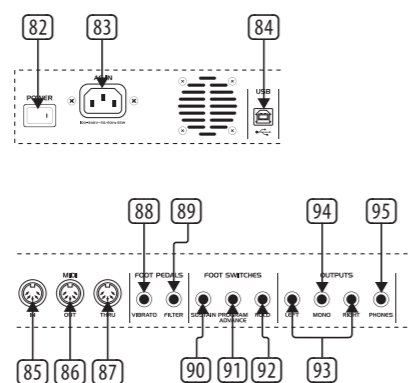 82 83 84
AC IN
POWER
USB
88 89 94 95
MIDI FOOT PEDALS FOOT SWITCHES OUTPUTS
IN OUT THRU VIBRATO FILTER SUSTAIN PROGRAM ADVANCE HOLD LEFT MONO RIGHT PHONES
85 86 87 90 91 92 93